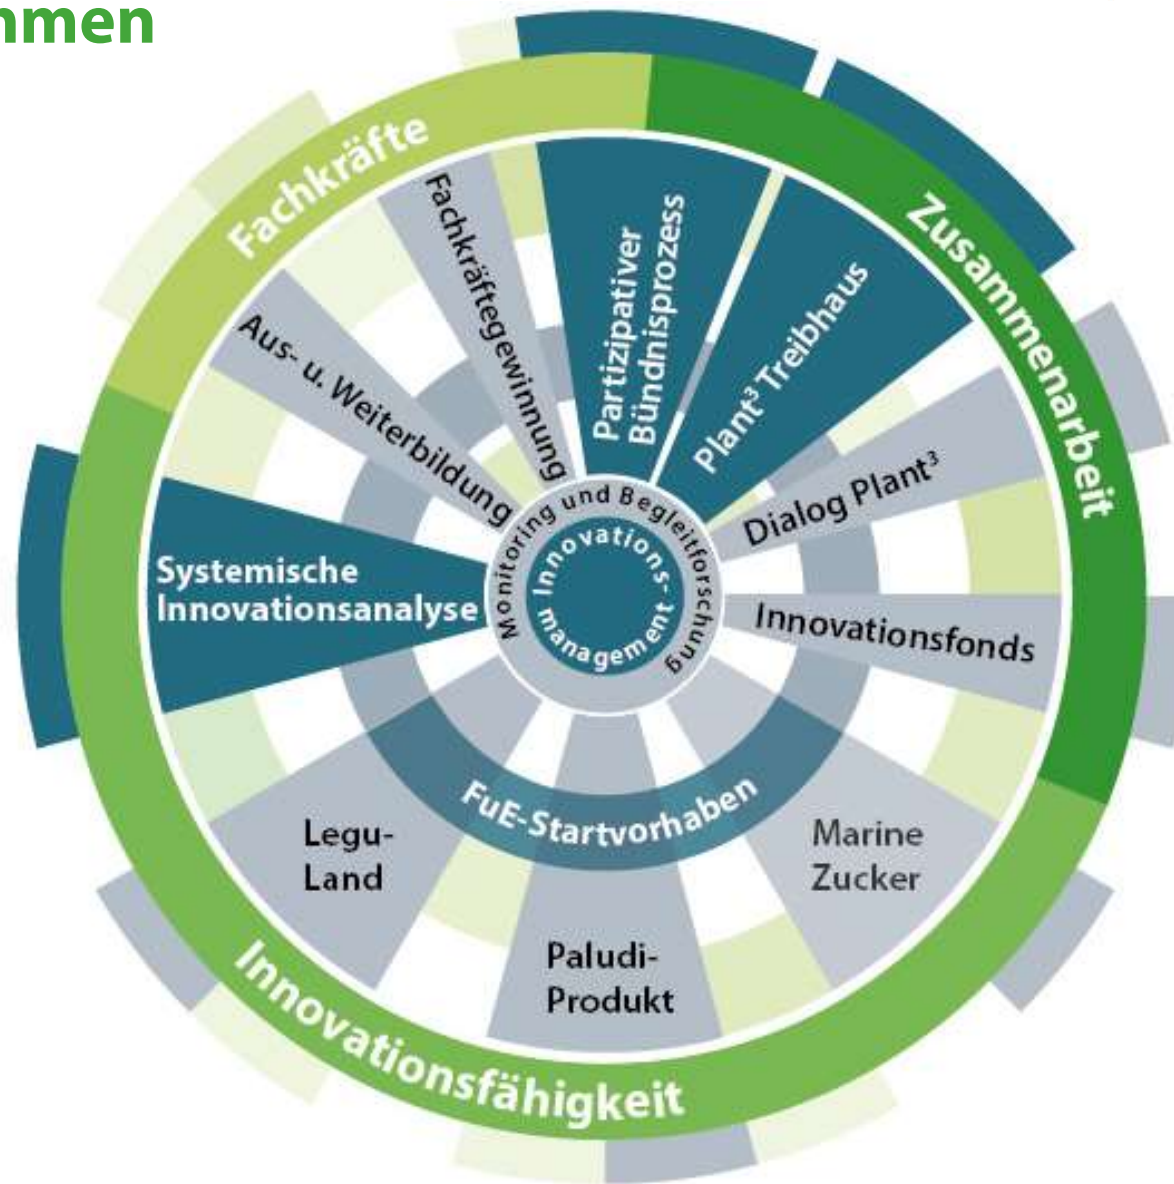 nmen
Fachkräfte
Zusammenarbeit
Innovationsfähigkeit
Aus- u. Weiterbildung
Fachkräftegewinnung
Partizipativer
Bündnisprozess
Plant³ Treibhaus
Dialog Plant³
Innovationsfonds
Systemische
Innovationsanalyse
Monitoring und Begleitforschung
Innovations-
management
FuE-Startvorhaben
Legu-
Land
Paludi-
Produkt
Marine
Zucker